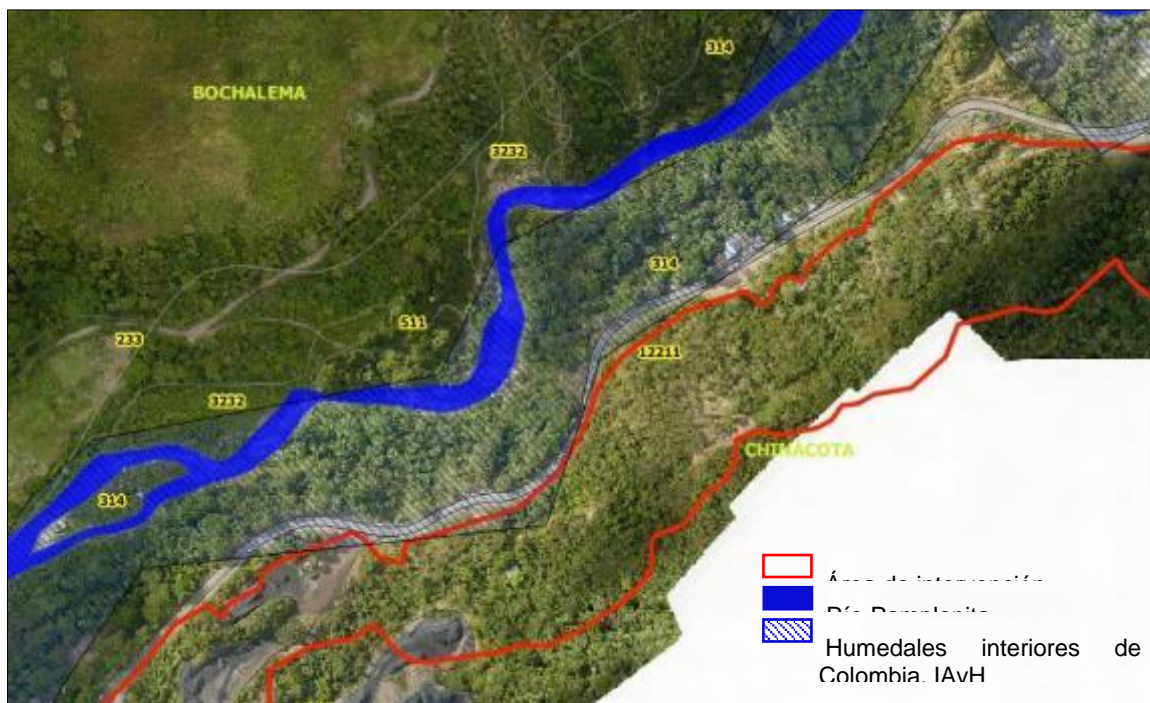 314
BOCHALEMA
3232
314
511
233
12211
3232
CHINACOTA
314
Área de intervención
Río Pamplonita
Humedales interiores de
Colombia. IAvH